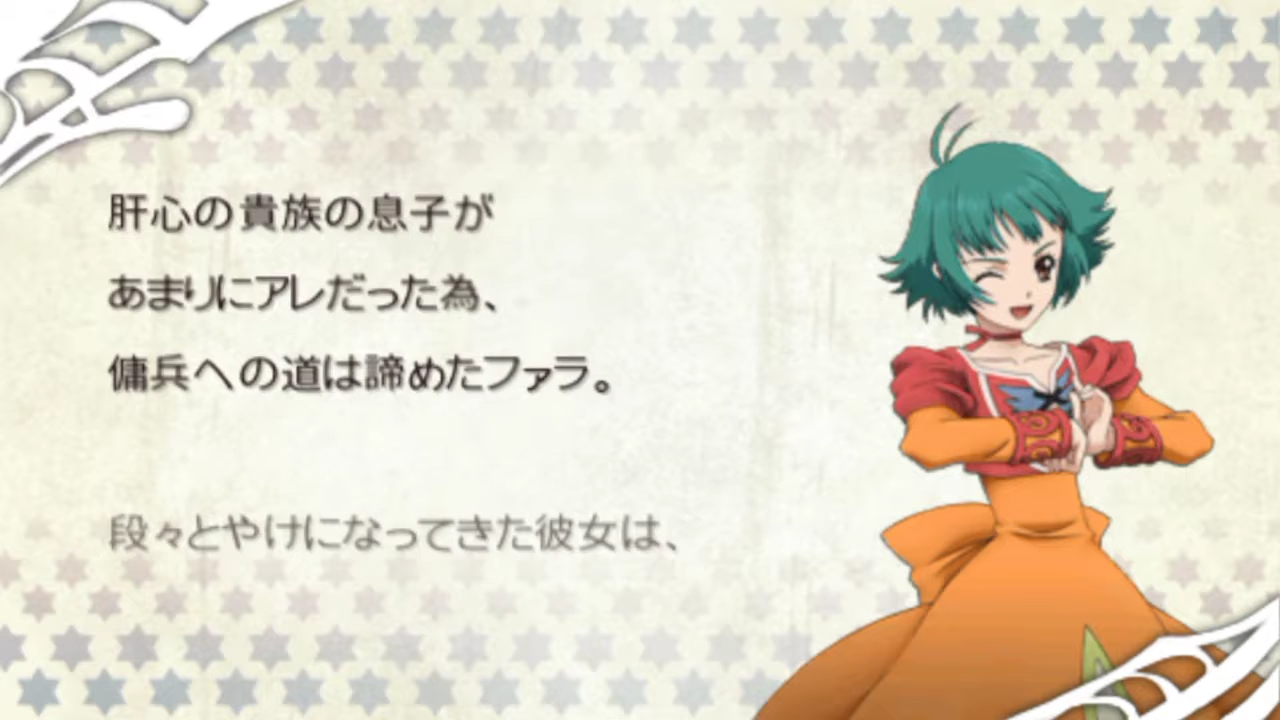 肝心の貴族の息子が
あまりにアレだった為、
傭兵への道は諦めたファラ。
段々とやけになってきた彼女は、